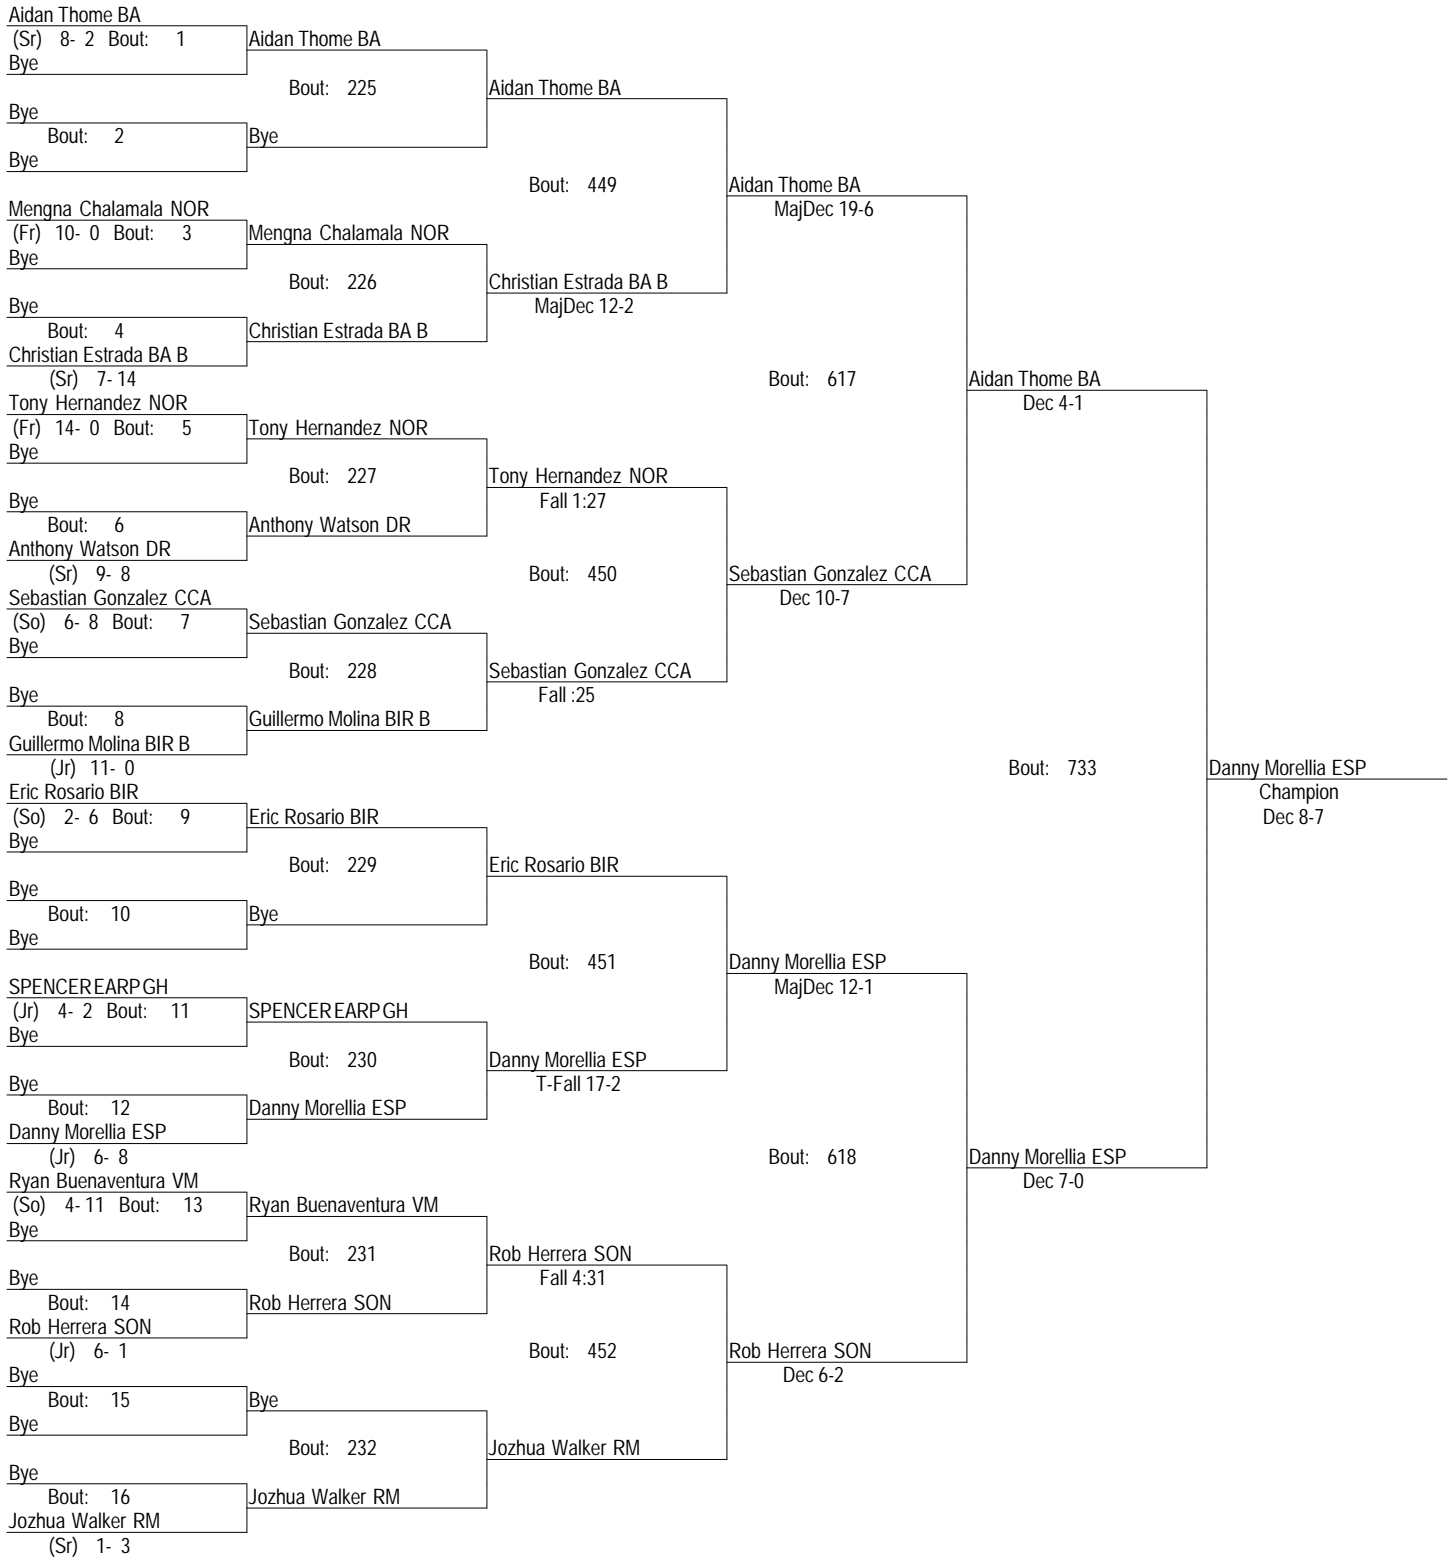 Aidan Thome BA
(Sr) 8- 2 Bout: 1
Bye
Bye
Bout: 2
Bye
Mengna Chalamala NOR
(Fr) 10- 0 Bout: 3
Bye
Bye
Bout: 4
Christian Estrada BA B
(Sr) 7- 14
Tony Hernandez NOR
(Fr) 14- 0 Bout: 5
Bye
Bye
Bout: 6
Anthony Watson DR
(Sr) 9- 8
Sebastian Gonzalez CCA
(So) 6- 8 Bout: 7
Bye
Bye
Bout: 8
Guillermo Molina BIR B
(Jr) 11- 0
Eric Rosario BIR
(So) 2- 6 Bout: 9
Bye
Bye
Bout: 10
Bye
SPENCER EARP GH
(Jr) 4- 2 Bout: 11
Bye
Bye
Bout: 12
Danny Morellia ESP
(Jr) 6- 8
Ryan Buenaventura VM
(So) 4- 11 Bout: 13
Bye
Bye
Bout: 14
Rob Herrera SON
(Jr) 6- 1
Bye
Bout: 15
Bye
Bye
Bout: 16
Jozhua Walker RM
(Sr) 1- 3
Aidan Thome BA
Bout: 225
Bye
Mengna Chalamala NOR
Bout: 226
Christian Estrada BA B
Tony Hernandez NOR
Bout: 227
Anthony Watson DR
Sebastian Gonzalez CCA
Bout: 228
Guillermo Molina BIR B
Eric Rosario BIR
Bout: 229
Bye
SPENCER EARP GH
Bout: 230
Danny Morellia ESP
Ryan Buenaventura VM
Bout: 231
Rob Herrera SON
Bye
Bout: 232
Jozhua Walker RM
Aidan Thome BA
Bout: 449
Christian Estrada BA B
MajDec 12-2
Tony Hernandez NOR
Fall 1:27
Bout: 450
Sebastian Gonzalez CCA
Fall :25
Eric Rosario BIR
Bout: 451
Danny Morellia ESP
T-Fall 17-2
Rob Herrera SON
Fall 4:31
Bout: 452
Jozhua Walker RM
Aidan Thome BA
MajDec 19-6
Bout: 617
Sebastian Gonzalez CCA
Dec 10-7
Danny Morellia ESP
MajDec 12-1
Bout: 618
Rob Herrera SON
Dec 6-2
Aidan Thome BA
Dec 4-1
Bout: 733
Danny Morellia ESP
Dec 7-0
Danny Morellia ESP
Champion
Dec 8-7